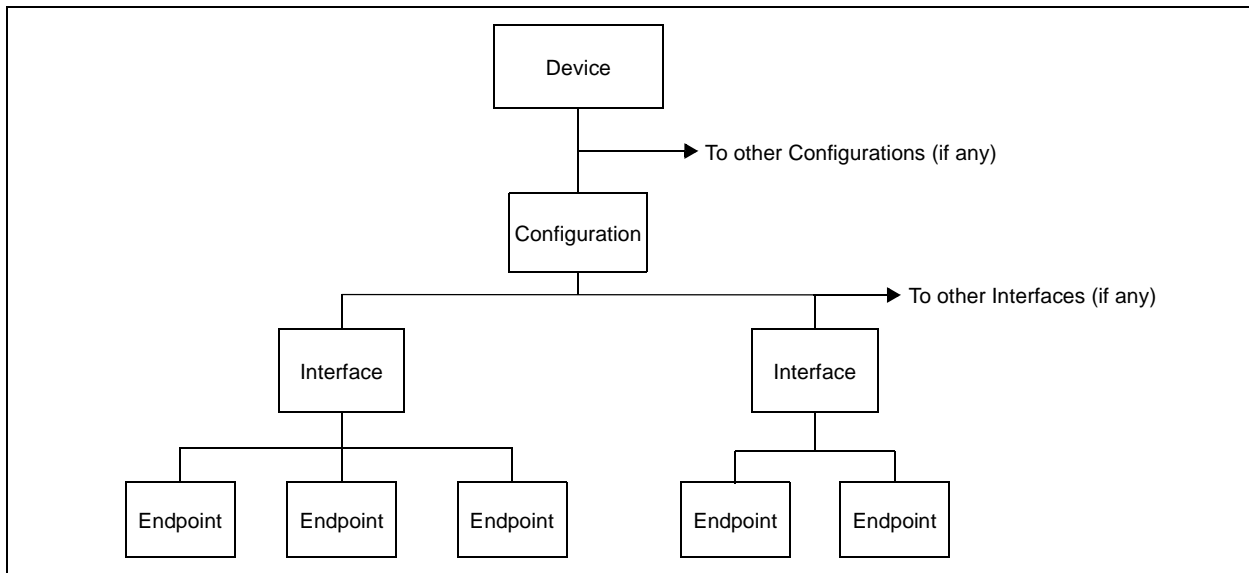 Device
To other Configurations (if any)
Configuration
To other Interfaces (if any)
Interface
Interface
Endpoint
Endpoint
Endpoint
Endpoint
Endpoint